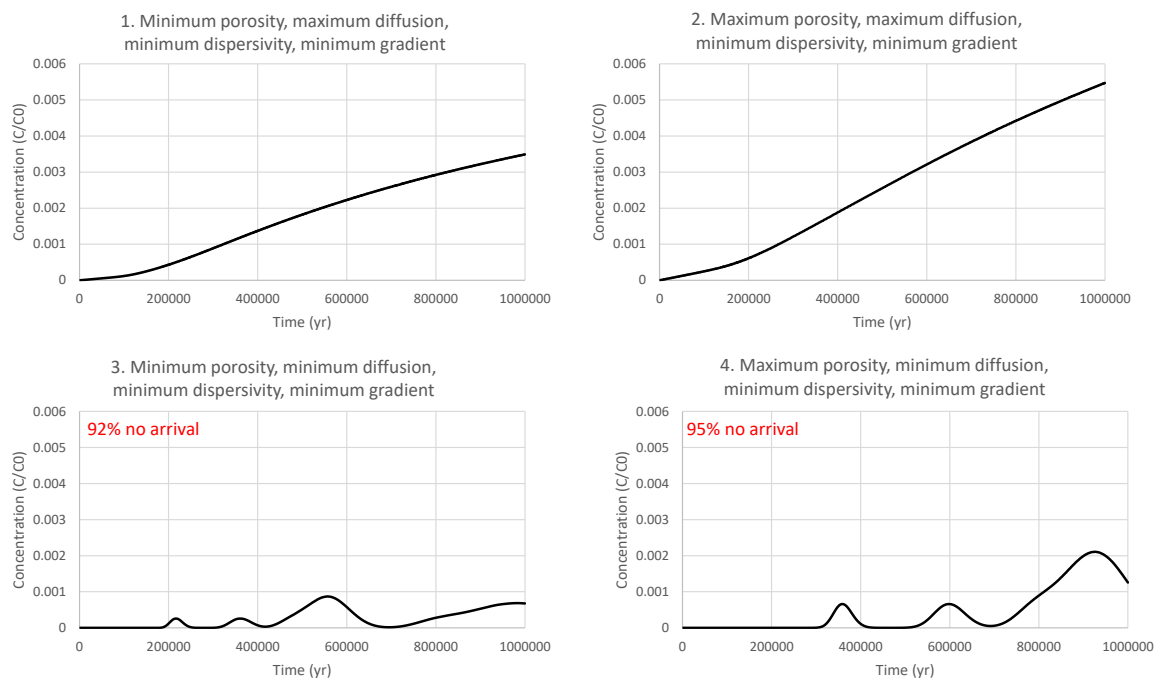 1. Minimum porosity, maximum diffusion,
minimum dispersivity, minimum gradient
0.006
0.005
0.004
0.003
0.002
0.001
0
Concentration (C/C0)
0 200000 400000 600000 800000 1000000
Time (yr)
2. Maximum porosity, maximum diffusion,
minimum dispersivity, minimum gradient
0.006
0.005
0.004
0.003
0.002
0.001
0
Concentration (C/C0)
0 200000 400000 600000 800000 1000000
Time (yr)
3. Minimum porosity, minimum diffusion,
minimum dispersivity, minimum gradient
92% no arrival
0.006
0.005
0.004
0.003
0.002
0.001
0
Concentration (C/C0)
0 200000 400000 600000 800000 1000000
Time (yr)
4. Maximum porosity, minimum diffusion,
minimum dispersivity, minimum gradient
95% no arrival
0.006
0.005
0.004
0.003
0.002
0.001
0
Concentration (C/C0)
0 200000 400000 600000 800000 1000000
Time (yr)